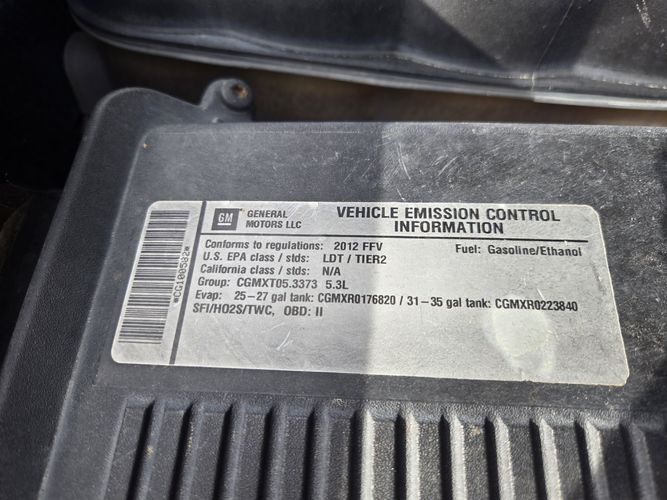 GM
GENERAL
MOTORS LLC
VEHICLE EMISSION CONTROL
INFORMATION
Conforms to regulations: 2012 FFV
Fuel: Gasoline/Ethanol
U.S. EPA class / stds: LDT / TIER2
California class / stds: N/A
Group: CGMXT05.3373 5.3L
Evap: 25-27 gal tank: CGMXR0176820 / 31-35 gal tank: CGMXR0223840
SFI/HO2S/TWC, OBD: II
*CG100582*